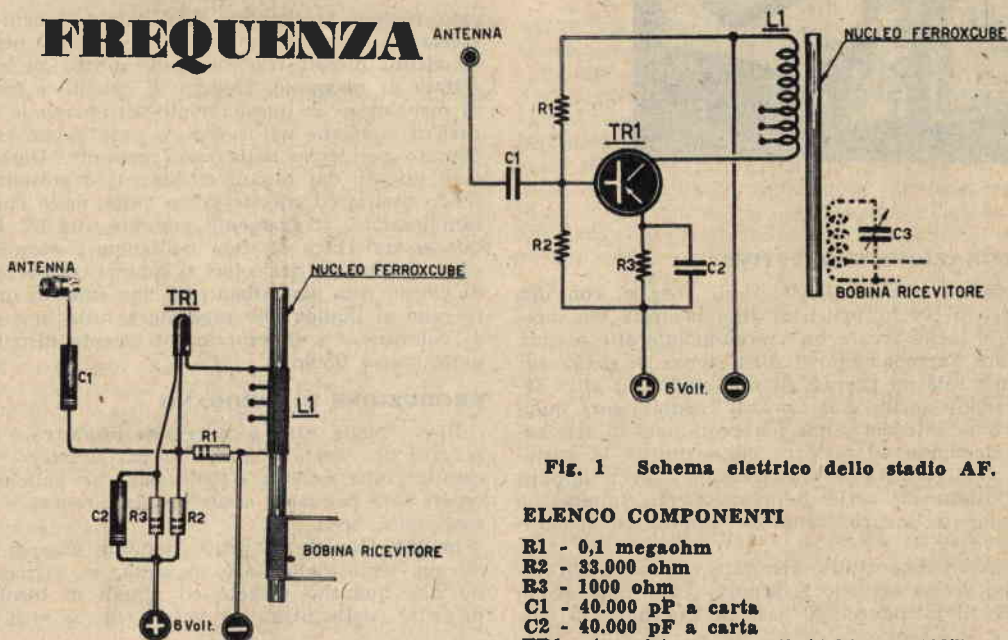 FREQUENZA
ANTENNA
L1
NUCLEO FERROXCUBE
R1
TR1
C1
R2
R3
C2
C3
BOBINA RICEVITORE
+ 6 Volt. -
ANTENNA
TR1
NUCLEO FERROXCUBE
C1
L1
R1
C2
R3
R2
BOBINA RICEVITORE
+ 6 Volt. -
Fig. 1 Schema elettrico dello stadio AF.
ELENCO COMPONENTI
R1 - 0,1 megaohm
R2 - 33.000 ohm
R3 - 1000 ohm
C1 - 40.000 pF a carta
C2 - 40.000 pF a carta